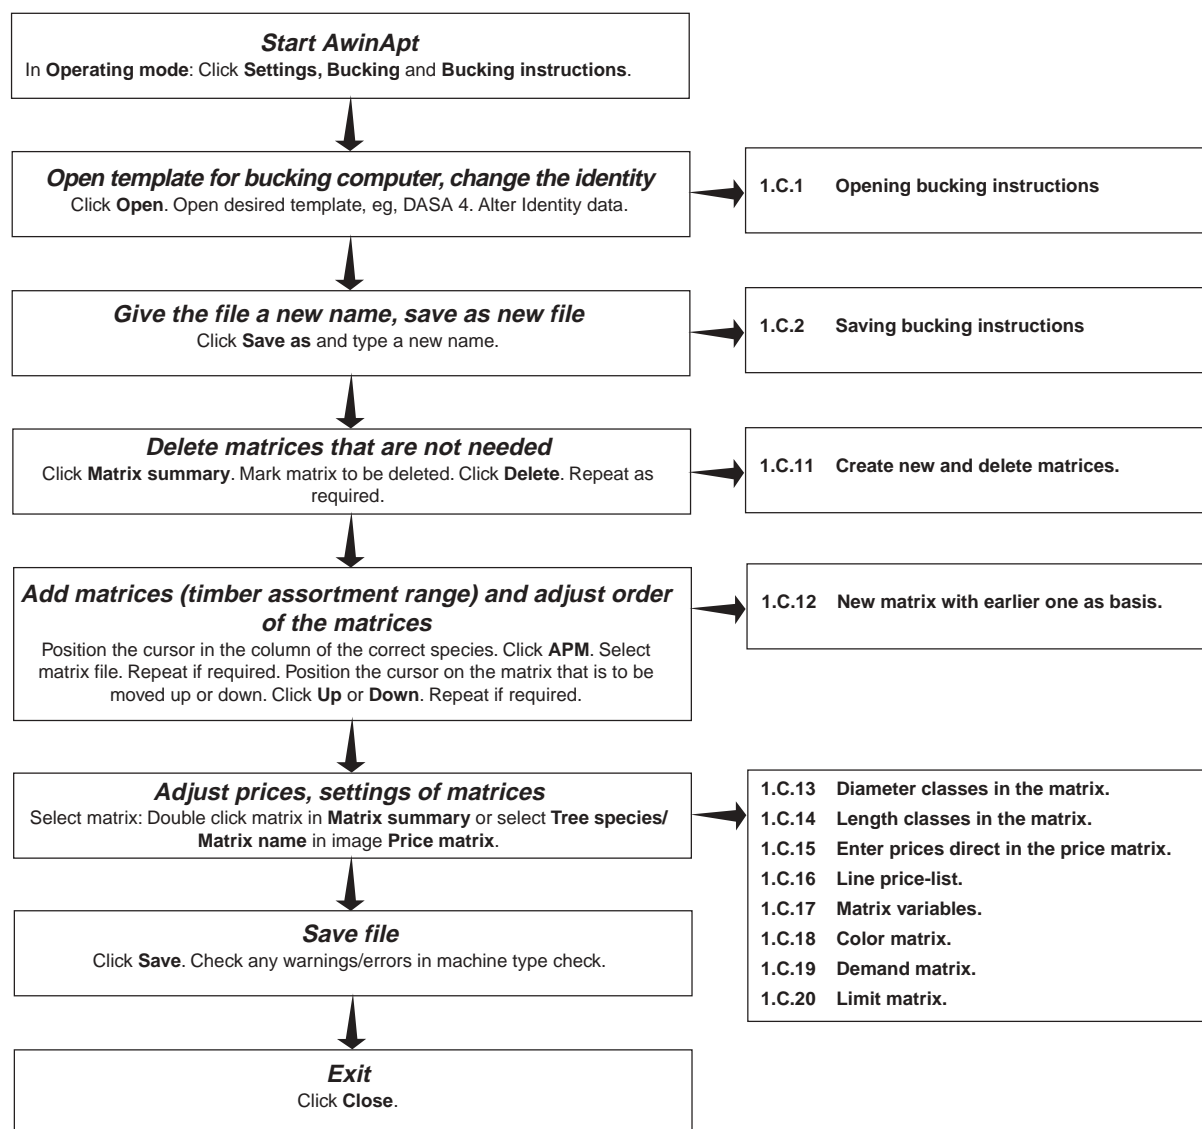 Start AwinApt
In Operating mode: Click Settings, Bucking and Bucking instructions.
Open template for bucking computer, change the identity
Click Open. Open desired template, eg, DASA 4. Alter Identity data.
1.C.1 Opening bucking instructions
Give the file a new name, save as new file
Click Save as and type a new name.
1.C.2 Saving bucking instructions
Delete matrices that are not needed
Click Matrix summary. Mark matrix to be deleted. Click Delete. Repeat as
required.
1.C.11 Create new and delete matrices.
Add matrices (timber assortment range) and adjust order
of the matrices
Position the cursor in the column of the correct species. Click APM. Select
matrix file. Repeat if required. Position the cursor on the matrix that is to be
moved up or down. Click Up or Down. Repeat if required.
1.C.12 New matrix with earlier one as basis.
Adjust prices, settings of matrices
Select matrix: Double click matrix in Matrix summary or select Tree species/
Matrix name in image Price matrix.
1.C.13 Diameter classes in the matrix.
1.C.14 Length classes in the matrix.
1.C.15 Enter prices direct in the price matrix.
1.C.16 Line price-list.
1.C.17 Matrix variables.
1.C.18 Color matrix.
1.C.19 Demand matrix.
1.C.20 Limit matrix.
Save file
Click Save. Check any warnings/errors in machine type check.
Exit
Click Close.